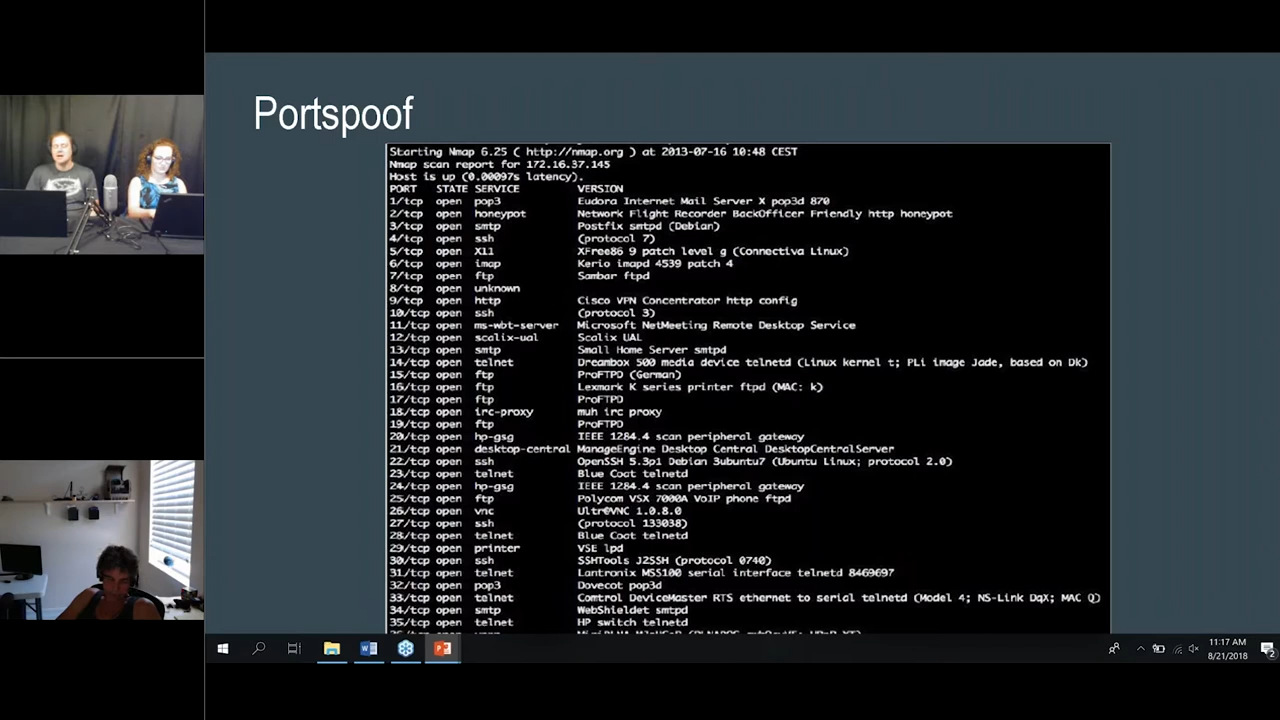 Portspoof
Starting Nmap 6.25 ( http://nmap.org ) at 2013-07-16 10:48 CEST
Nmap scan report for 172.16.37.145
Host is up (0.00097s latency).
PORT STATE SERVICE VERSION
1/tcp open pop3 Eudora Internet Mail Server X pop3d 870
2/tcp open honeypot Network Flight Recorder BackOfficer Friendly http honeypot
3/tcp open smtp Postfix smtpd (Debian)
4/tcp open ssh (protocol 7)
5/tcp open X11 XFree86 9 patch level g (Connectiva Linux)
6/tcp open imap Kerio imapd 4539 patch 4
7/tcp open ftp Sambar ftpd
8/tcp open unknown
9/tcp open http Cisco VPN Concentrator http config
10/tcp open ssh (protocol 3)
11/tcp open ms-wbt-server Microsoft NetMeeting Remote Desktop Service
12/tcp open scalix-ual Scalix UAL
13/tcp open smtp Small Home Server smtpd
14/tcp open telnet Dreambox 500 media device telnetd (Linux kernel t; PLi image Jade, based on Dk)
15/tcp open ftp ProFTPD (German)
16/tcp open ftp Lexmark K series printer ftpd (MAC: k)
17/tcp open ftp ProFTPD
18/tcp open irc-proxy muh irc proxy
19/tcp open ftp ProFTPD
20/tcp open hp-gsg IEEE 1284.4 scan peripheral gateway
21/tcp open desktop-central ManageEngine Desktop Central DesktopCentralServer
22/tcp open ssh OpenSSH 5.3p1 Debian 3ubuntu7 (Ubuntu Linux; protocol 2.0)
23/tcp open telnet Blue Coat telnetd
24/tcp open hp-gsg IEEE 1284.4 scan peripheral gateway
25/tcp open ftp Polycom VSX 7000A VoIP phone ftpd
26/tcp open vnc Ultr@VNC 1.0.8.0
27/tcp open ssh (protocol 133038)
28/tcp open telnet Blue Coat telnetd
29/tcp open printer VSE lpd
30/tcp open ssh SSHTools J2SSH (protocol 0740)
31/tcp open telnet Lantronix MSS100 serial interface telnetd 8469697
32/tcp open pop3 Dovecot pop3d
33/tcp open telnet Comtrol DeviceMaster RTS ethernet to serial telnetd (Model 4; NS-Link DqX; MAC Q)
34/tcp open smtp WebShieldet smtpd
35/tcp open telnet HP switch telnetd
11:17 AM
8/21/2018
2